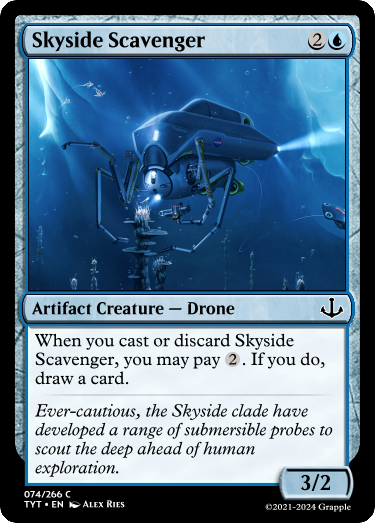 Skyside Scavenger 2
Artifact Creature — Drone
When you cast or discard Skyside
Scavenger, you may pay 2. If you do,
draw a card.
Ever-cautious, the Skyside clade have
developed a range of submersible probes to
scout the deep ahead of human
exploration.
3/2
074/266 C
TYT • EN Alex Ries
©2021-2024 Grapple